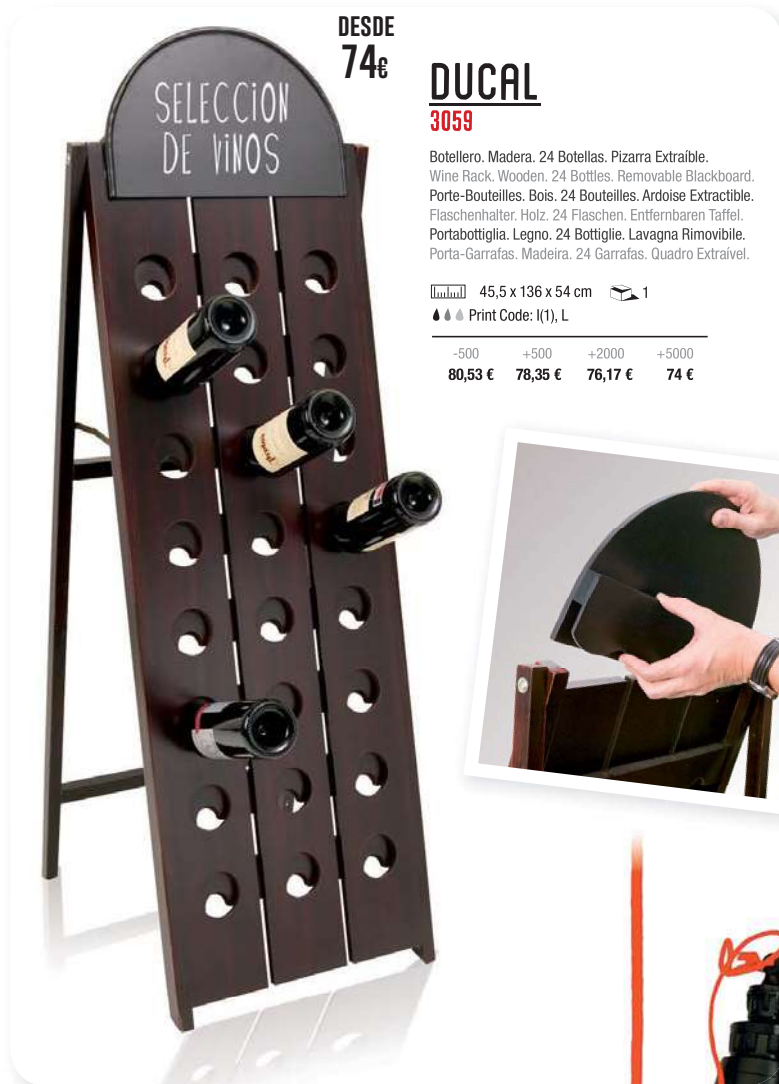 DESDE
74€
SELECCiON
DE ViNOS
DUCAL
3059
Botellero. Madera. 24 Botellas. Pizarra Extraíble.
Wine Rack. Wooden. 24 Bottles. Removable Blackboard.
Porte-Bouteilles. Bois. 24 Bouteilles. Ardoise Extractible.
Flaschenhalter. Holz. 24 Flaschen. Entfernbaren Taffel.
Portabottiglia. Legno. 24 Bottiglie. Lavagna Rimovibile.
Porta-Garrafas. Madeira. 24 Garrafas. Quadro Extraível.
45,5 x 136 x 54 cm 1
Print Code: I(1), L
-500 +500 +2000 +5000
80,53 € 78,35 € 76,17 € 74 €